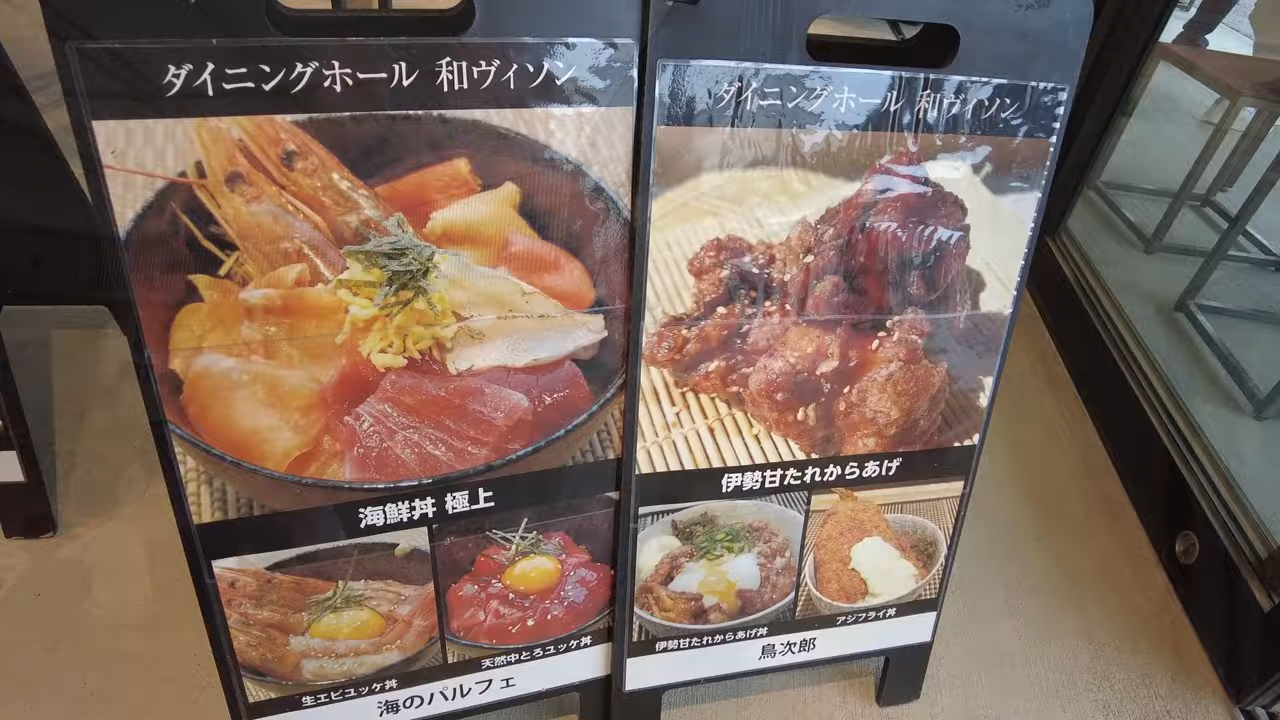 ダイニングホール 和ヴィソン
海鮮丼 極上
生エビユッケ丼
天然中とろユッケ丼
海のパルフェ
ダイニングホール 和ヴィソン
伊勢甘たれからあげ
伊勢甘たれからあげ丼
アジフライ丼
鳥次郎